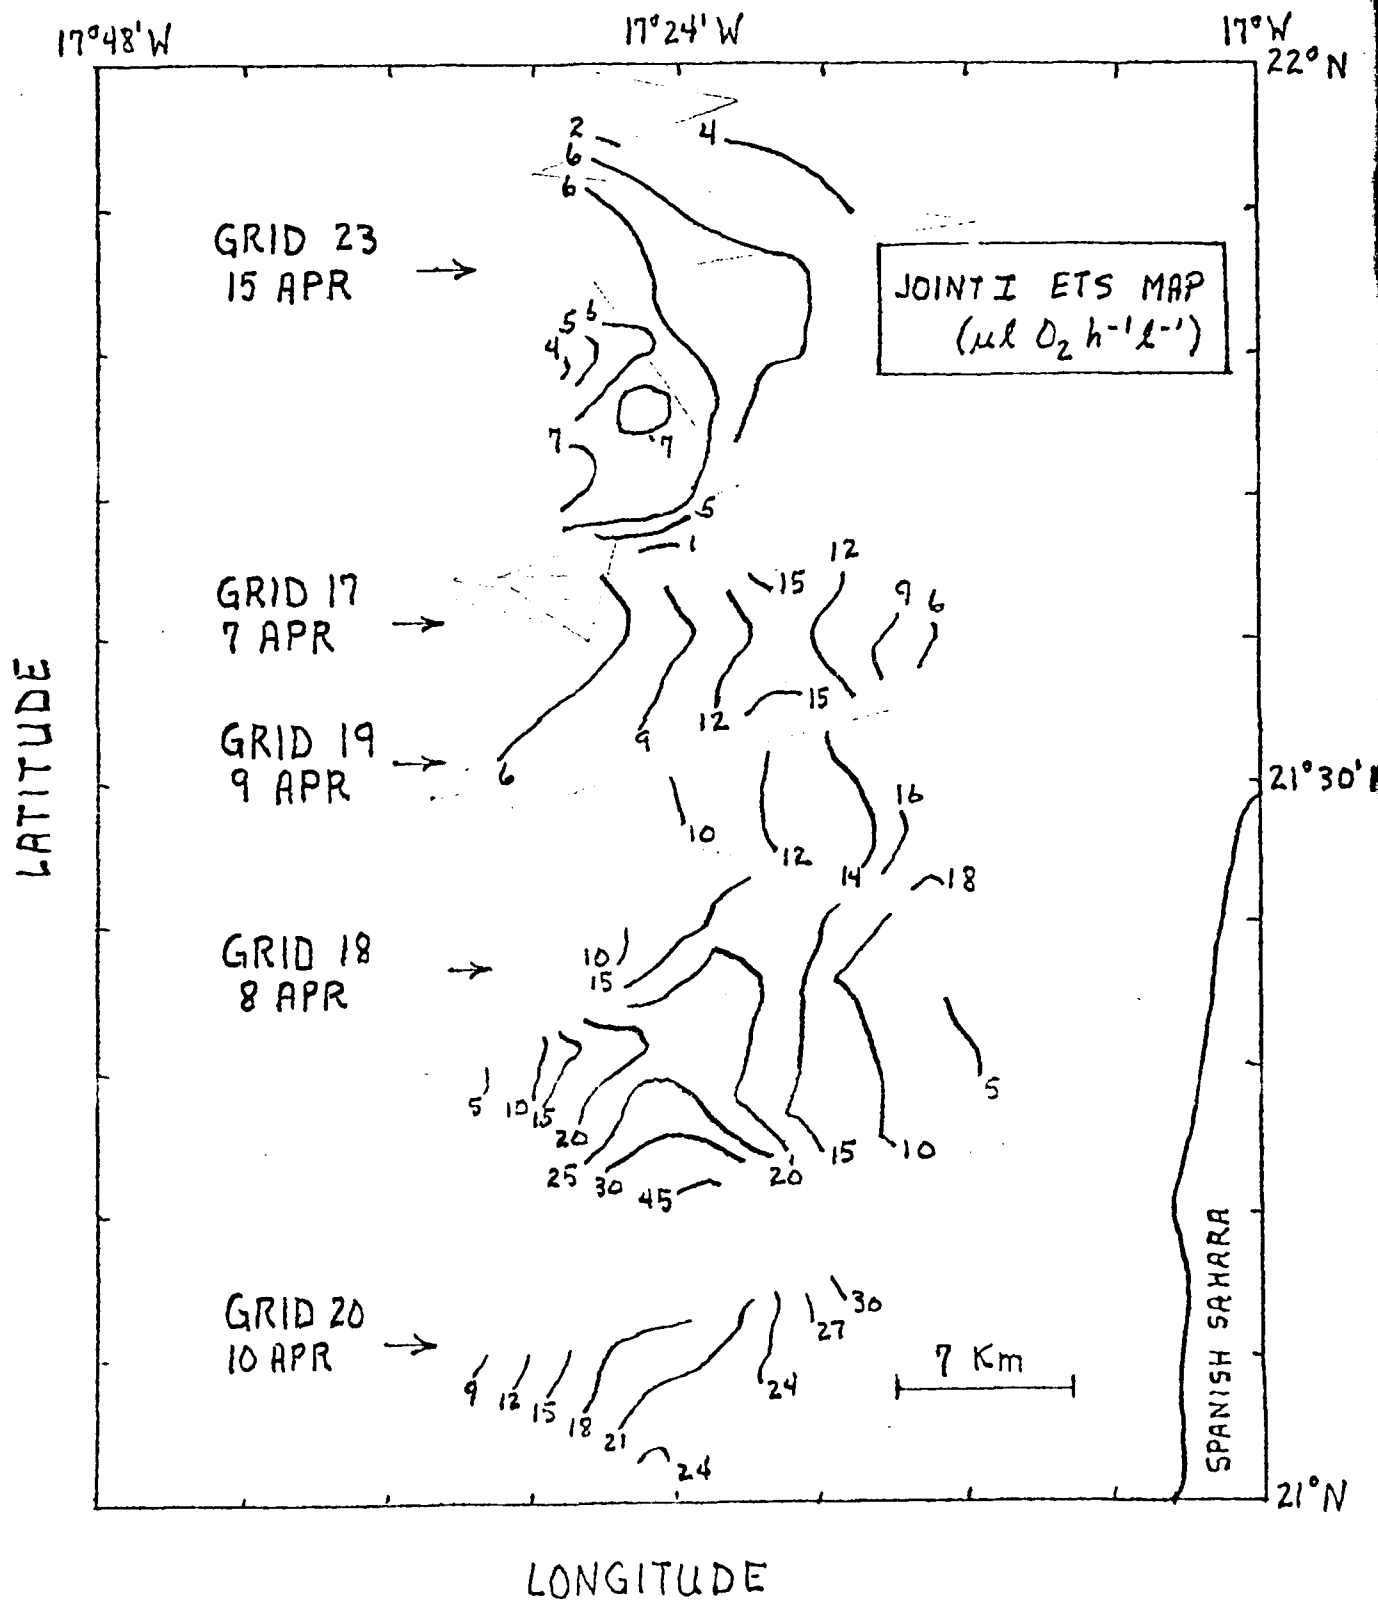 17°48'W 17°24'W 17°W
22°N
2 4
6
6
GRID 23
15 APR
JOINT I ETS MAP
(µl O₂ h⁻¹ l⁻¹)
5 6
4
7
7
5
1
12
15
GRID 17
7 APR
9 6
15
12
9
GRID 19
9 APR
6
21°30'
16
10
12
14 18
GRID 18
8 APR
10
15
5 10 15
20
5
15 10
25 30 45 20
GRID 20
10 APR
30
27
7 Km
9 12 15 18 24
21
24
21°N
LATITUDE
SPANISH SAHARA
LONGITUDE